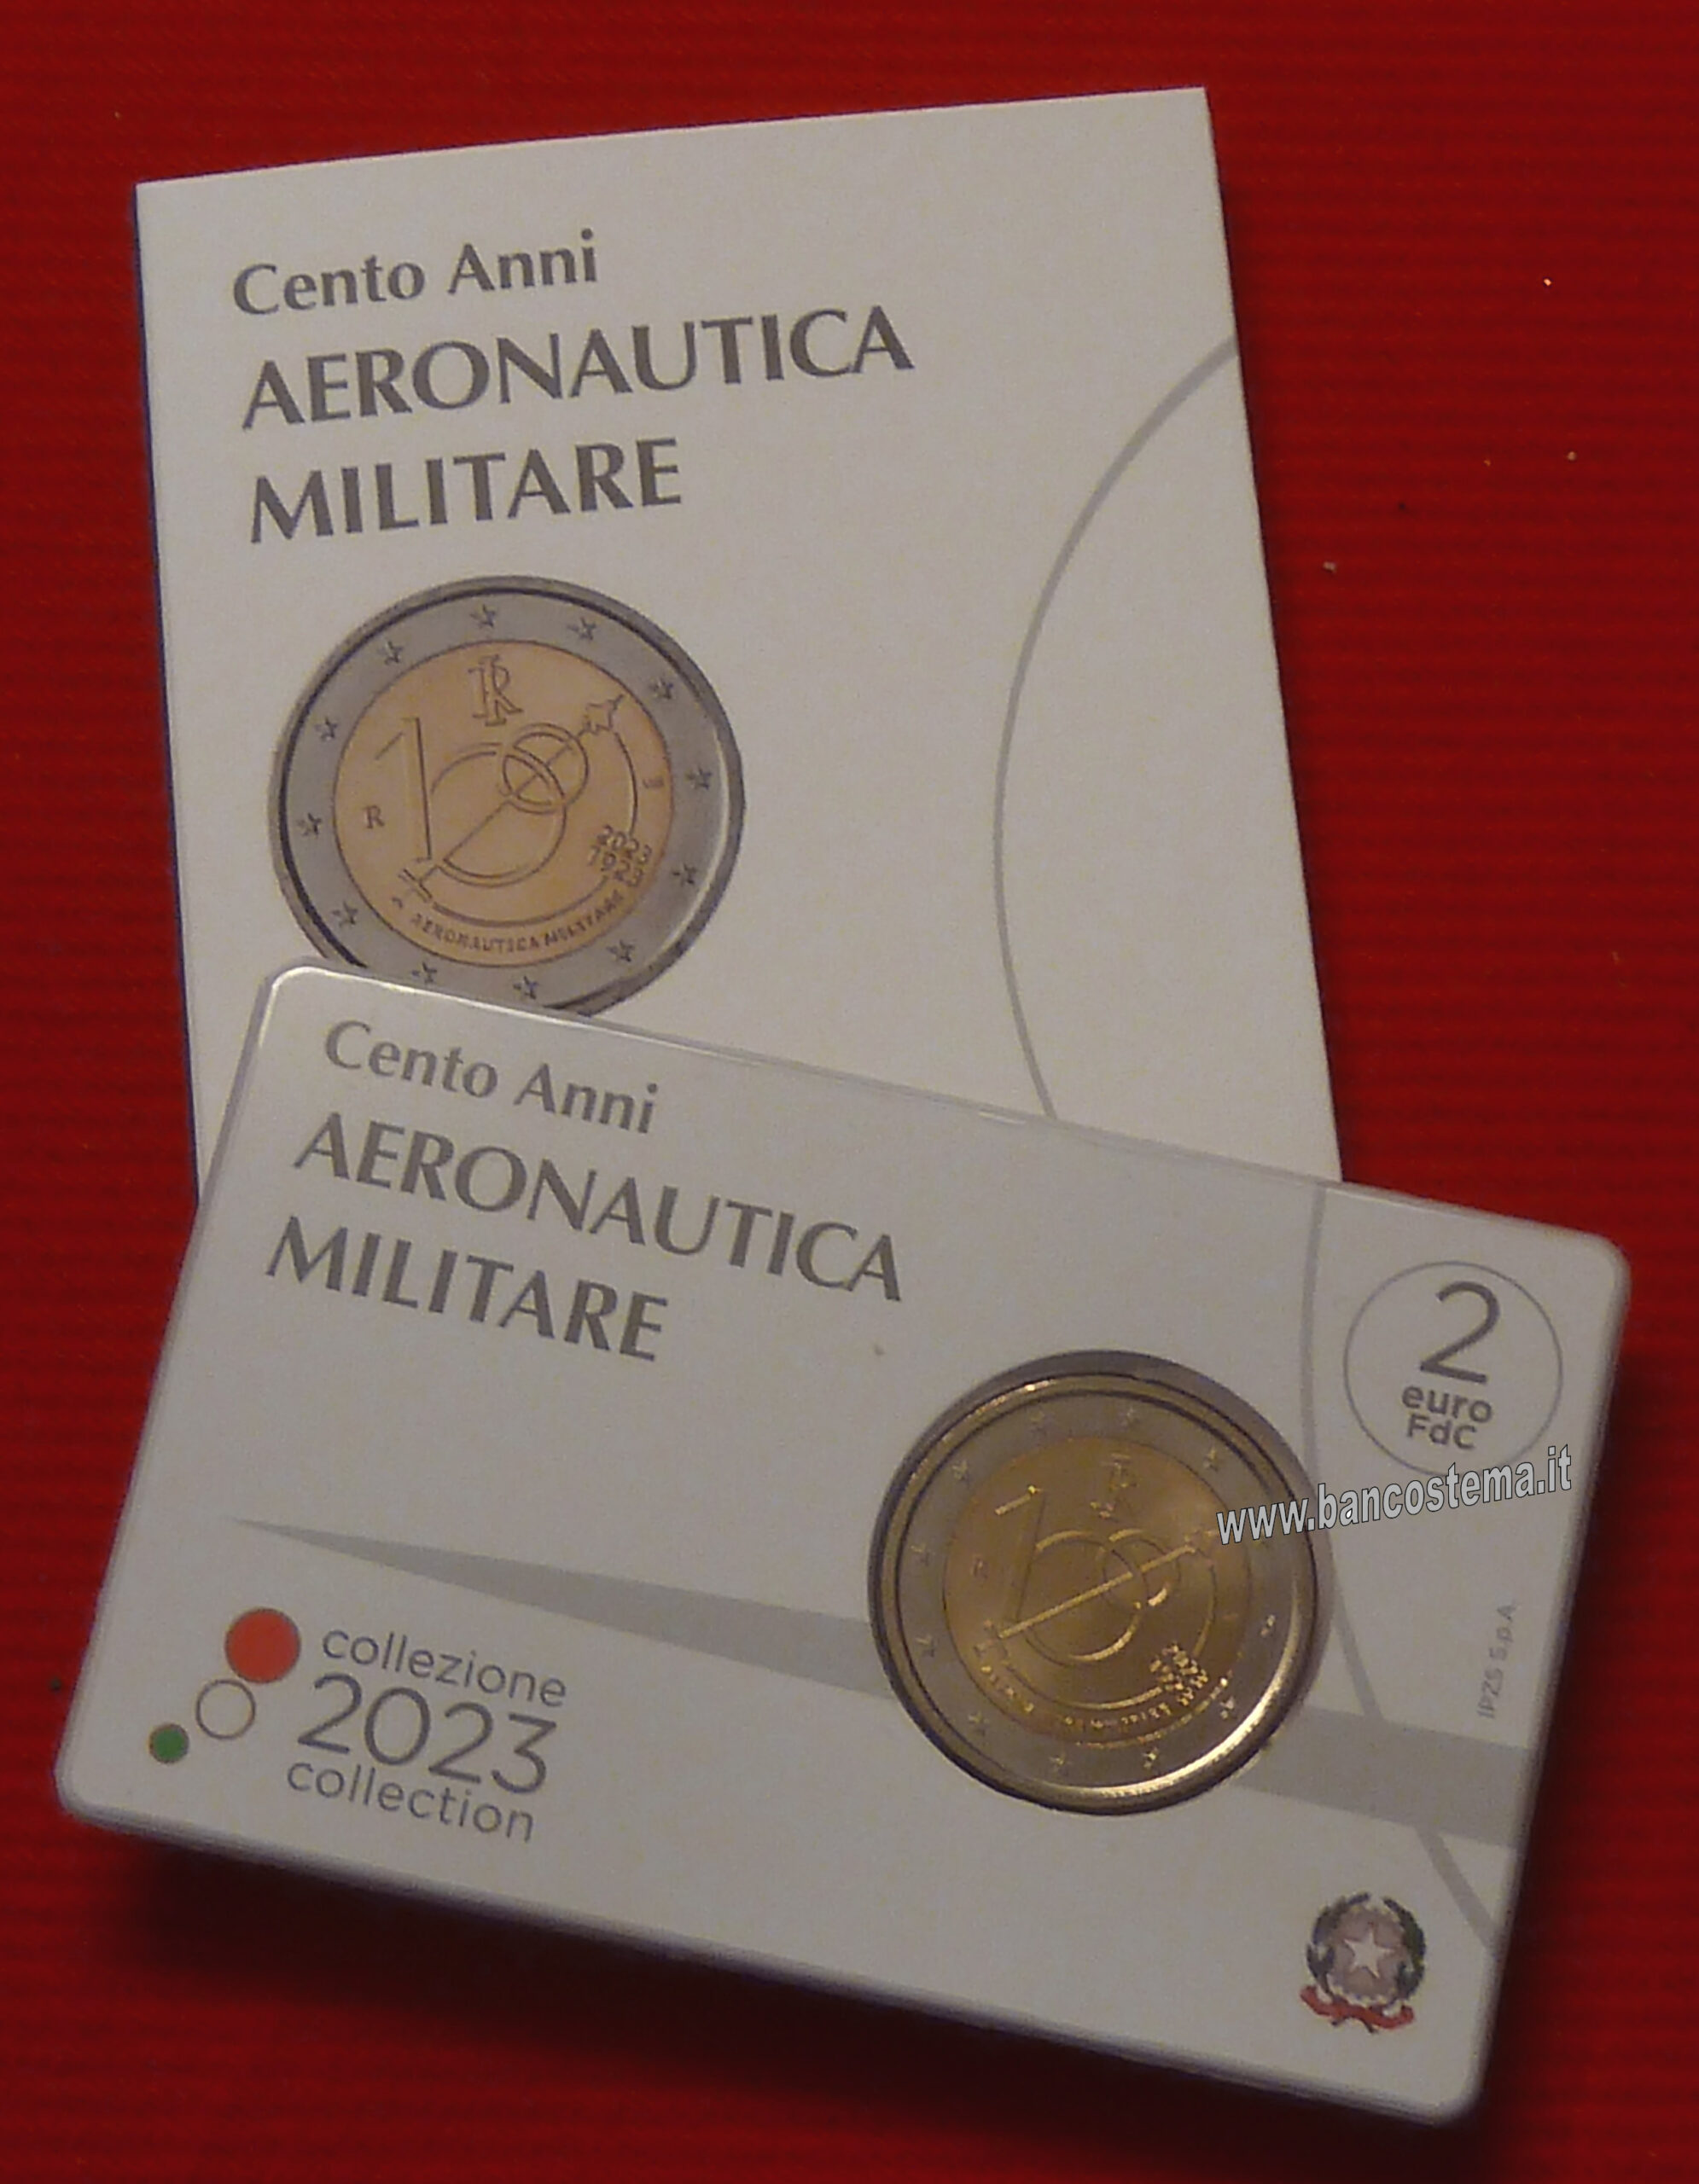 Cento Anni
AERONAUTICA
MILITARE
R
2023
1923
AERONAUTICA MILITARE
Cento Anni
AERONAUTICA
MILITARE
2
euro
FdC
www.bancostema.it
IPZS S.p.A.
collezione
2023
collection